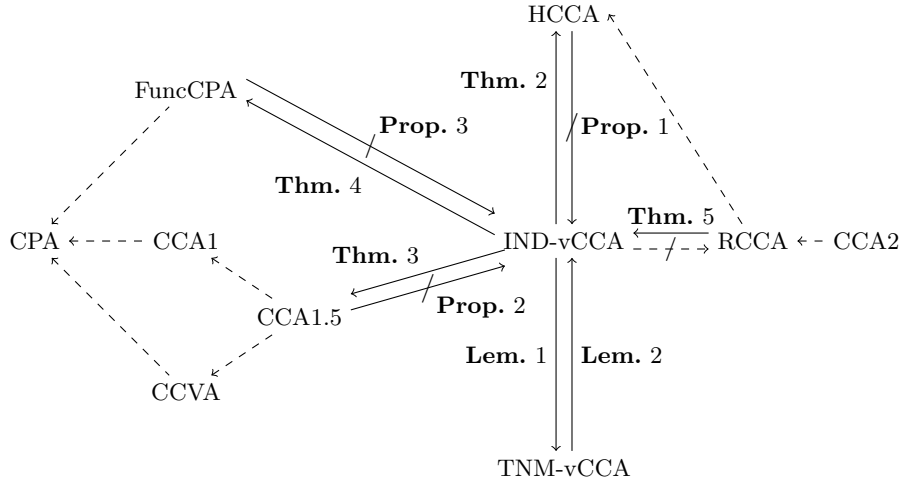 HCCA
Thm. 2
FuncCPA
Prop. 3
Prop. 1
Thm. 4
Thm. 5
CPA
CCA1
IND-vCCA
RCCA
CCA2
Thm. 3
CCA1.5
Prop. 2
Lem. 1
Lem. 2
CCVA
TNM-vCCA